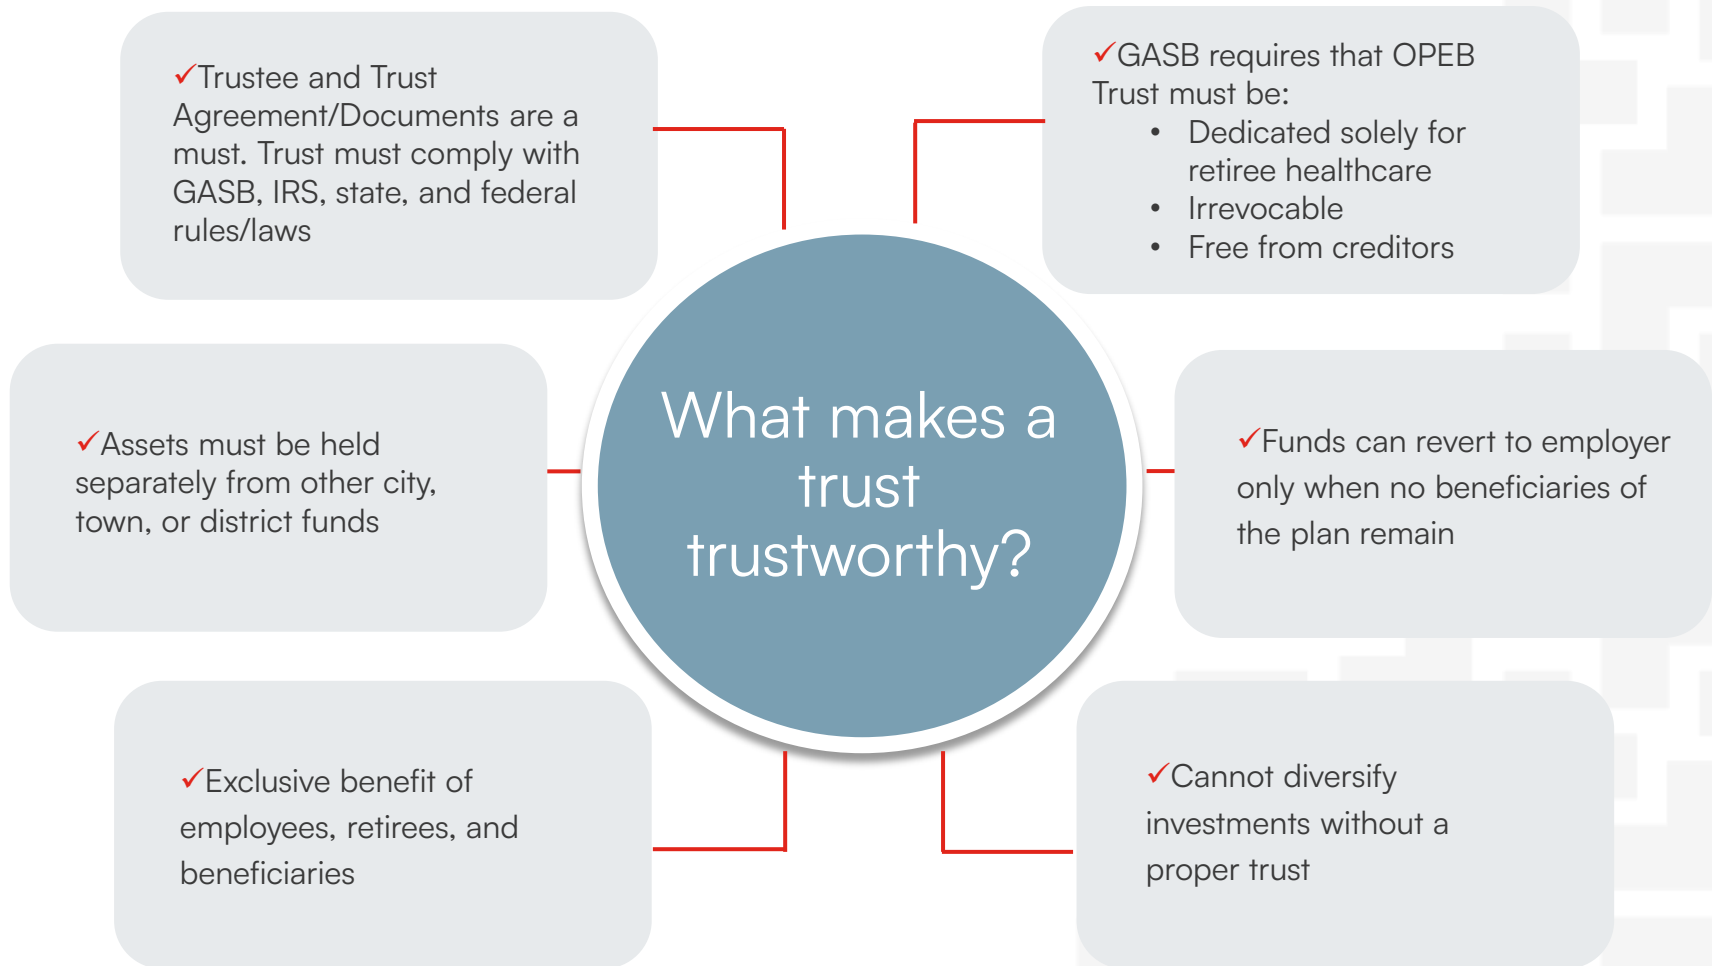 ✓Trustee and Trust
Agreement/Documents are a
must. Trust must comply with
GASB, IRS, state, and federal
rules/laws
✓GASB requires that OPEB
Trust must be:
• Dedicated solely for
retiree healthcare
• Irrevocable
• Free from creditors
✓Assets must be held
separately from other city,
town, or district funds
What makes a
trust
trustworthy?
✓Funds can revert to employer
only when no beneficiaries of
the plan remain
✓Exclusive benefit of
employees, retirees, and
beneficiaries
✓Cannot diversify
investments without a
proper trust